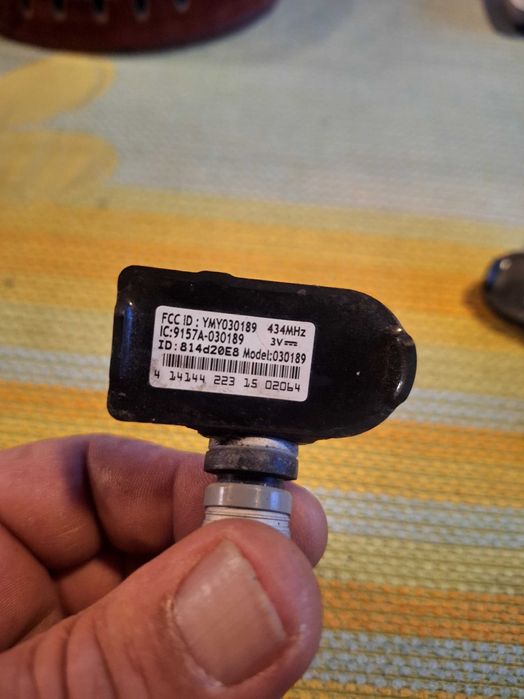 FCC ID : YMY030189 434MHz
IC:9157A-030189 3V
ID:814d20E8 Model:030189
4 14144 223 15 02064